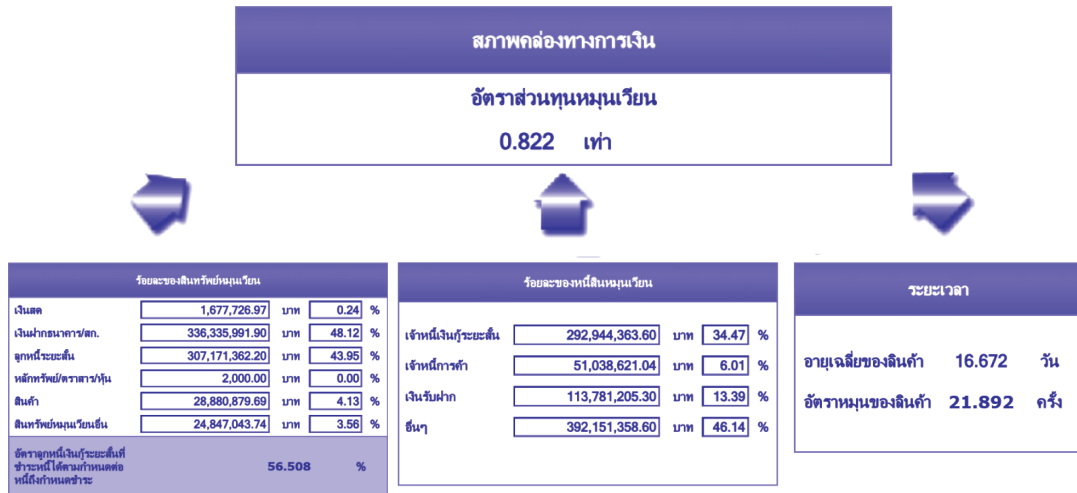 สภาพคล่องทางการเงิน
อัตราส่วนทุนหมุนเวียน
0.822 เท่า
ร้อยละของสินทรัพย์หมุนเวียน
เงินสด 1,677,726.97 บาท 0.24 %
เงินฝากธนาคาร/สก. 336,335,991.90 บาท 48.12 %
ลูกหนี้ระยะสั้น 307,171,362.20 บาท 43.95 %
หลักทรัพย์/ตราสาร/หุ้น 2,000.00 บาท 0.00 %
สินค้า 28,880,879.69 บาท 4.13 %
สินทรัพย์หมุนเวียนอื่น 24,847,043.74 บาท 3.56 %
อัตราลูกหนี้เงินกู้ระยะสั้นที่
ชำระหนี้ได้ตามกำหนดต่อ 56.508 %
หนี้ถึงกำหนดชำระ
ร้อยละของหนี้สินหมุนเวียน
เจ้าหนี้เงินกู้ระยะสั้น 292,944,363.60 บาท 34.47 %
เจ้าหนี้การค้า 51,038,621.04 บาท 6.01 %
เงินรับฝาก 113,781,205.30 บาท 13.39 %
อื่นๆ 392,151,358.60 บาท 46.14 %
ระยะเวลา
อายุเฉลี่ยของสินค้า 16.672 วัน
อัตราหมุนของสินค้า 21.892 ครั้ง